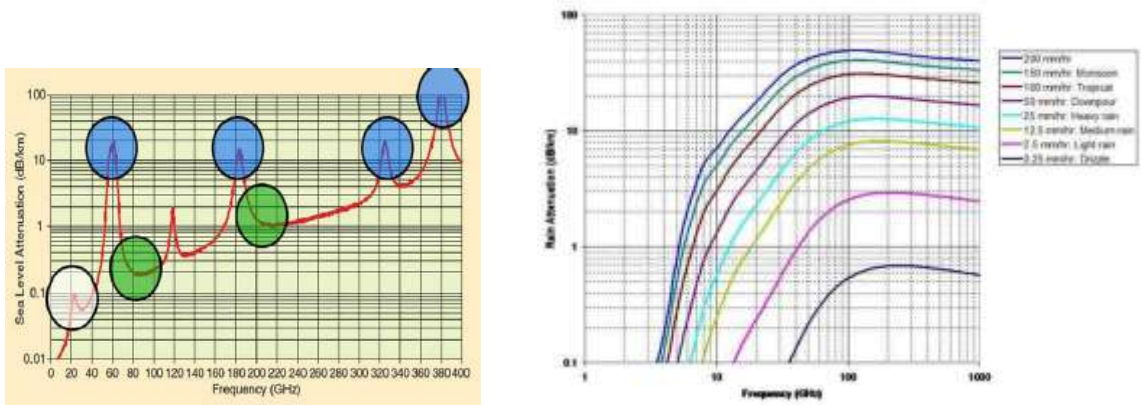 Sea Level Attenuation (dB/km)
100
10
1
0.1
0.01
0 20 40 60 80 100 120 140 160 180 200 220 240 260 280 300 320 340 360 380 400
Frequency (GHz)
Rain Attenuation (dB/km)
100
10
1
0.1
1 10 100 1000
Frequency (GHz)
200 mm/hr
150 mm/hr: Monsoon
100 mm/hr: Tropical
50 mm/hr: Downpour
25 mm/hr: Heavy rain
12.5 mm/hr: Medium rain
2.5 mm/hr: Light rain
0.25 mm/hr: Drizzle